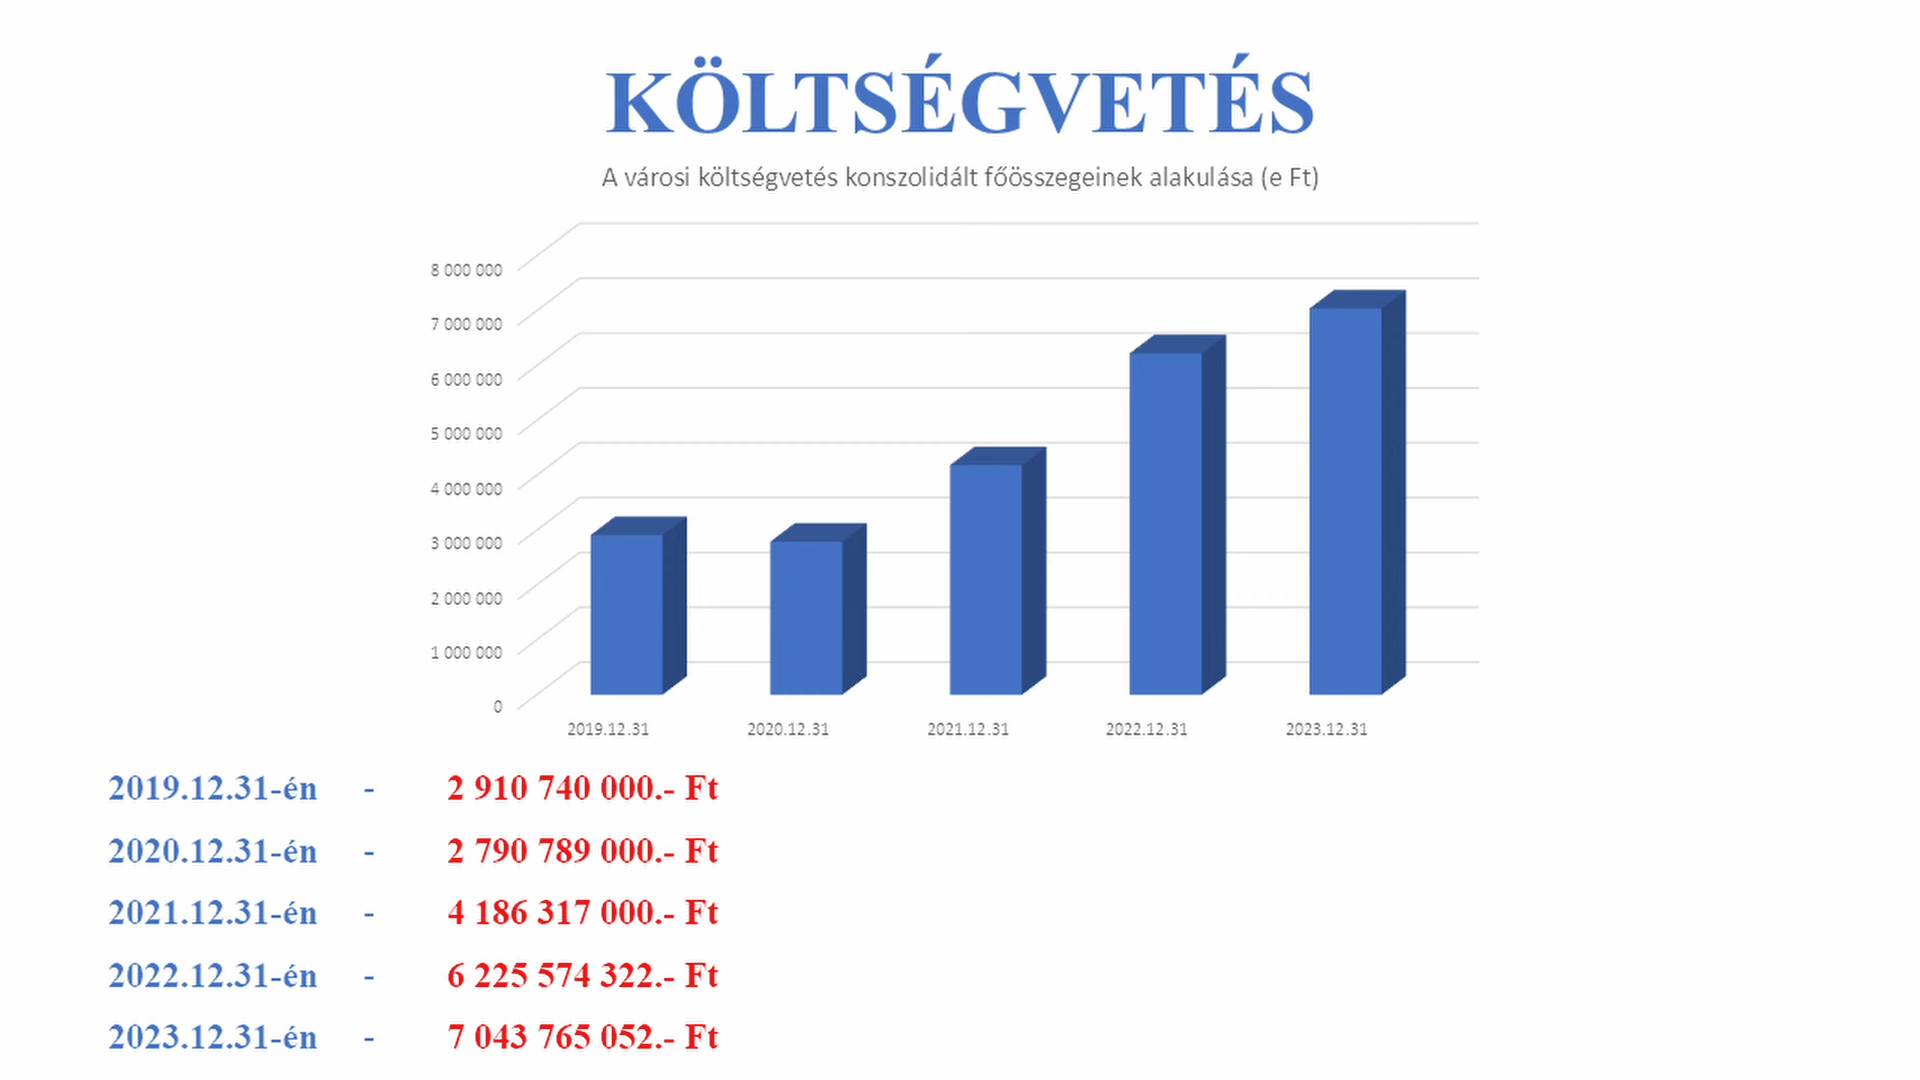 KÖLTSÉGVETÉS
A városi költségvetés konszolidált főösszegeinek alakulása (e Ft)
8 000 000
7 000 000
6 000 000
5 000 000
4 000 000
3 000 000
2 000 000
1 000 000
0
2019.12.31 2020.12.31 2021.12.31 2022.12.31 2023.12.31
2019.12.31-én - 2 910 740 000.- Ft
2020.12.31-én - 2 790 789 000.- Ft
2021.12.31-én - 4 186 317 000.- Ft
2022.12.31-én - 6 225 574 322.- Ft
2023.12.31-én - 7 043 765 052.- Ft